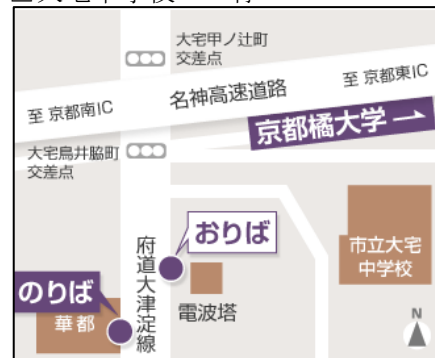 大宅甲ノ辻町
交差点
至 京都東IC
名神高速道路
至 京都南IC
京都橘大学
大宅鳥井脇町
交差点
おりば
市立大宅
中学校
府道大津淀線
のりば
電波塔
華都
N